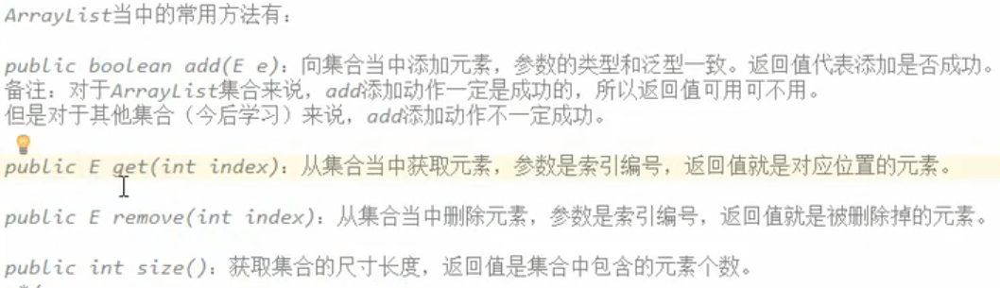 ArrayList当中的常用方法有:
public boolean add(E e): 向集合当中添加元素, 参数的类型和泛型一致。返回值代表添加是否成功。
备注: 对于ArrayList集合来说, add添加动作一定是成功的, 所以返回值可用可不用。
但是对于其他集合 (今后学习) 来说, add添加动作不一定成功。
public E get(int index): 从集合当中获取元素, 参数是索引编号, 返回值就是对应位置的元素。
public E remove(int index): 从集合当中删除元素, 参数是索引编号, 返回值就是被删除掉的元素。
public int size(): 获取集合的尺寸长度, 返回值是集合中包含的元素个数。